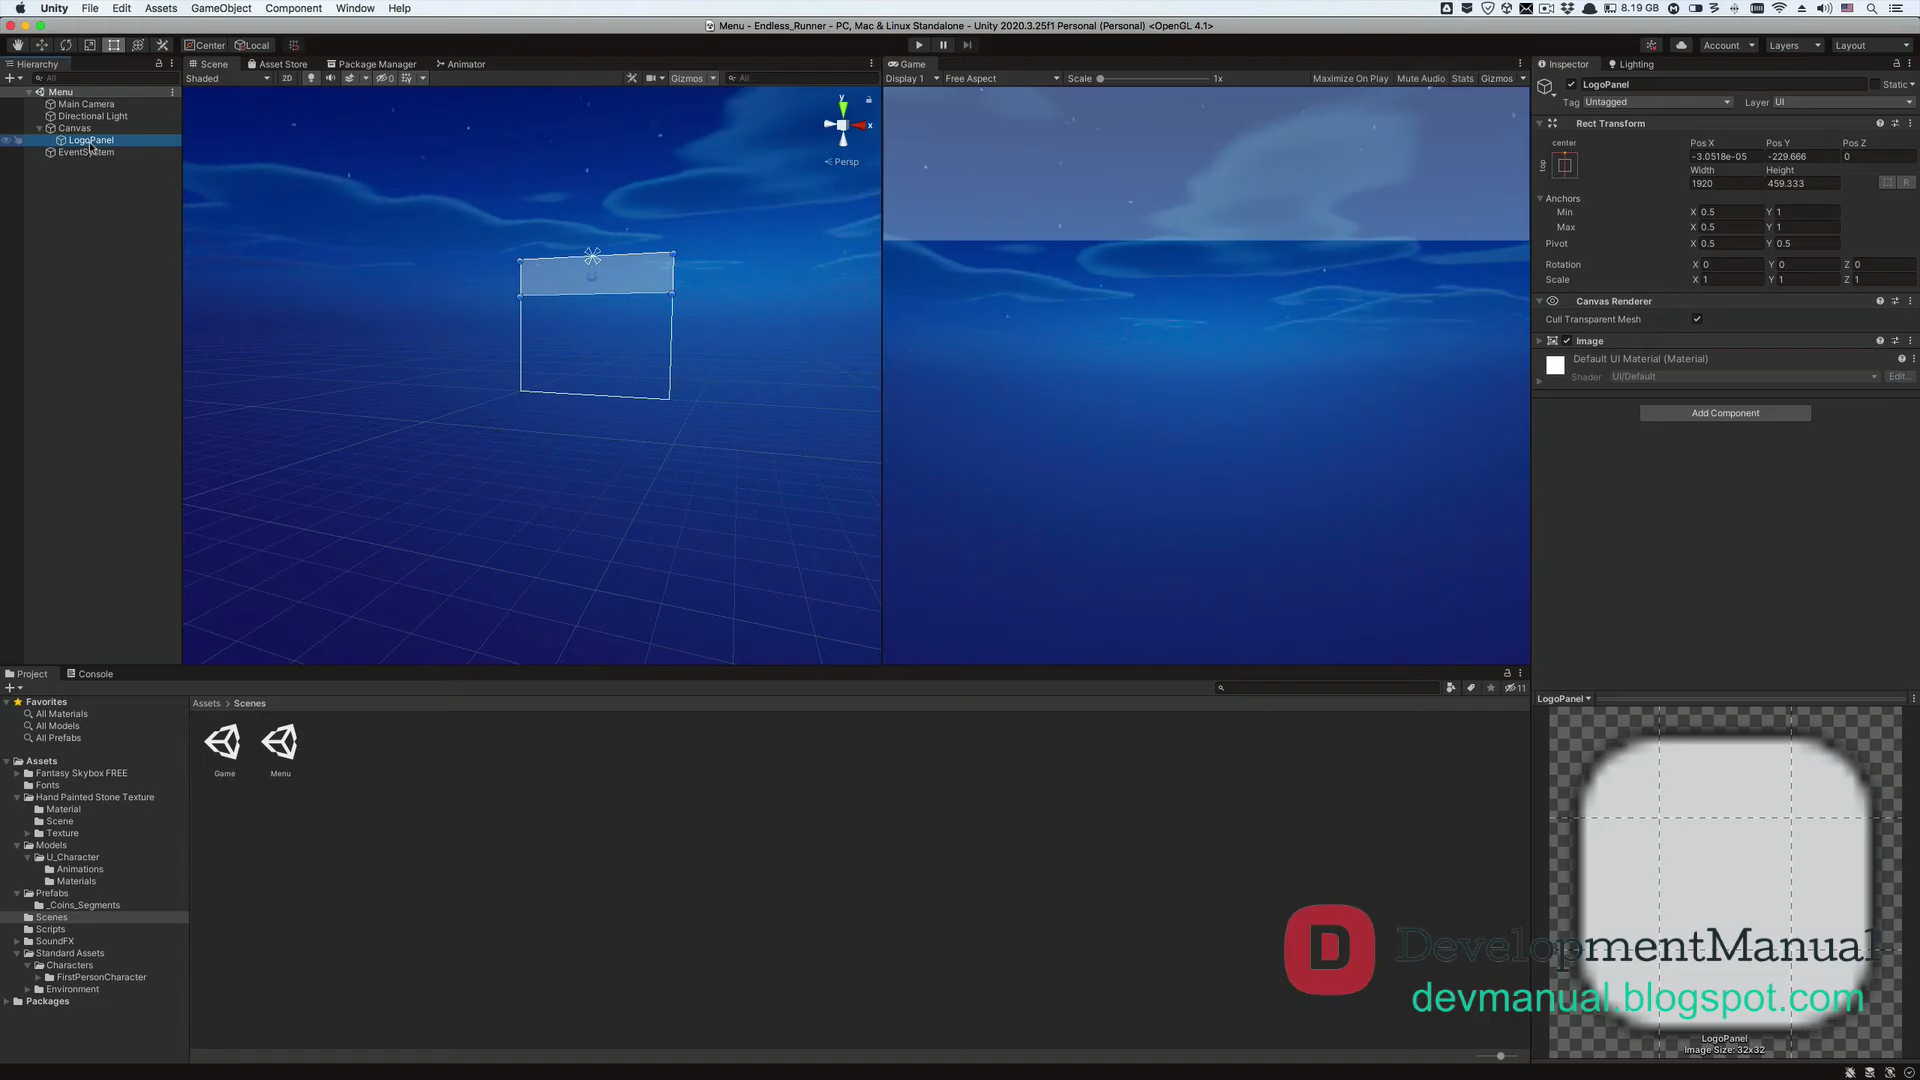 Unity File Edit Assets GameObject Component Window Help 8.19 GB
Menu - Endless_Runner - PC, Mac & Linux Standalone - Unity 2020.3.25f1 Personal (Personal) <OpenGL 4.1>
Center Local Account Layers Layout
Hierarchy Scene Asset Store Package Manager Animator Game Inspector Lighting
All Shaded 2D 0 Gizmos All Display 1 Free Aspect Scale 1x Maximize On Play Mute Audio Stats Gizmos
LogoPanel Static
Menu
Tag Untagged Layer UI
Main Camera
Directional Light
Canvas
LogoPanel
EventSystem
y
x
Persp
Rect Transform
center
top
Pos X Pos Y Pos Z
-3.0518e-05 -229.666 0
Width Height
1920 459.333 R
Anchors
Min X 0.5 Y 1
Max X 0.5 Y 1
Pivot X 0.5 Y 0.5
Rotation X 0 Y 0 Z 0
Scale X 1 Y 1 Z 1
Canvas Renderer
Cull Transparent Mesh
Image
Default UI Material (Material)
Shader UI/Default Edit...
Add Component
Project Console
11
Favorites
All Materials
All Models
All Prefabs
Assets
Fantasy Skybox FREE
Fonts
Hand Painted Stone Texture
Material
Scene
Texture
Models
U_Character
Animations
Materials
Prefabs
_Coins_Segments
Scenes
Scripts
SoundFX
Standard Assets
Characters
FirstPersonCharacter
Environment
Packages
Assets Scenes
Game Menu
LogoPanel
D DevelopmentManual
devmanual.blogspot.com
LogoPanel
Image Size: 32x32